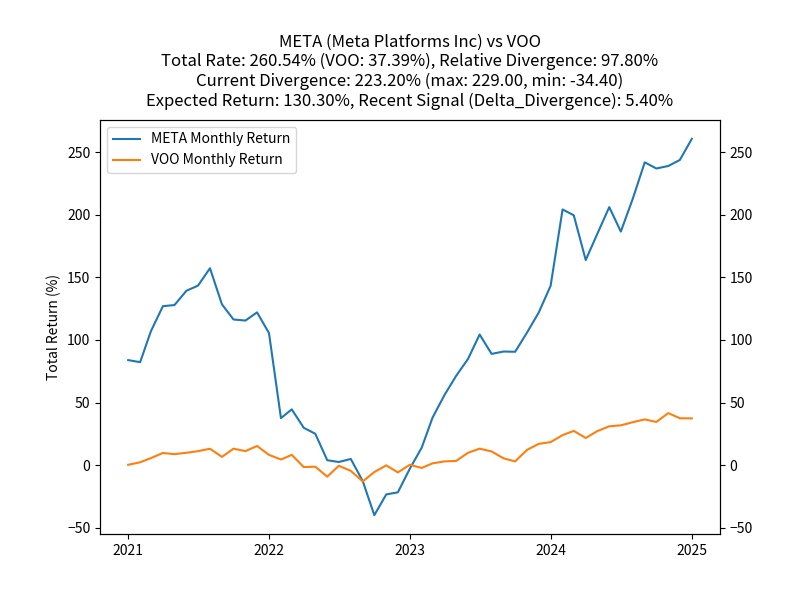 META (Meta Platforms Inc) vs VOO
Total Rate: 260.54% (VOO: 37.39%), Relative Divergence: 97.80%
Current Divergence: 223.20% (max: 229.00, min: -34.40)
Expected Return: 130.30%, Recent Signal (Delta_Divergence): 5.40%
META Monthly Return
VOO Monthly Return
Total Return (%)
250
200
150
100
50
0
−50
250
200
150
100
50
0
−50
2021
2022
2023
2024
2025